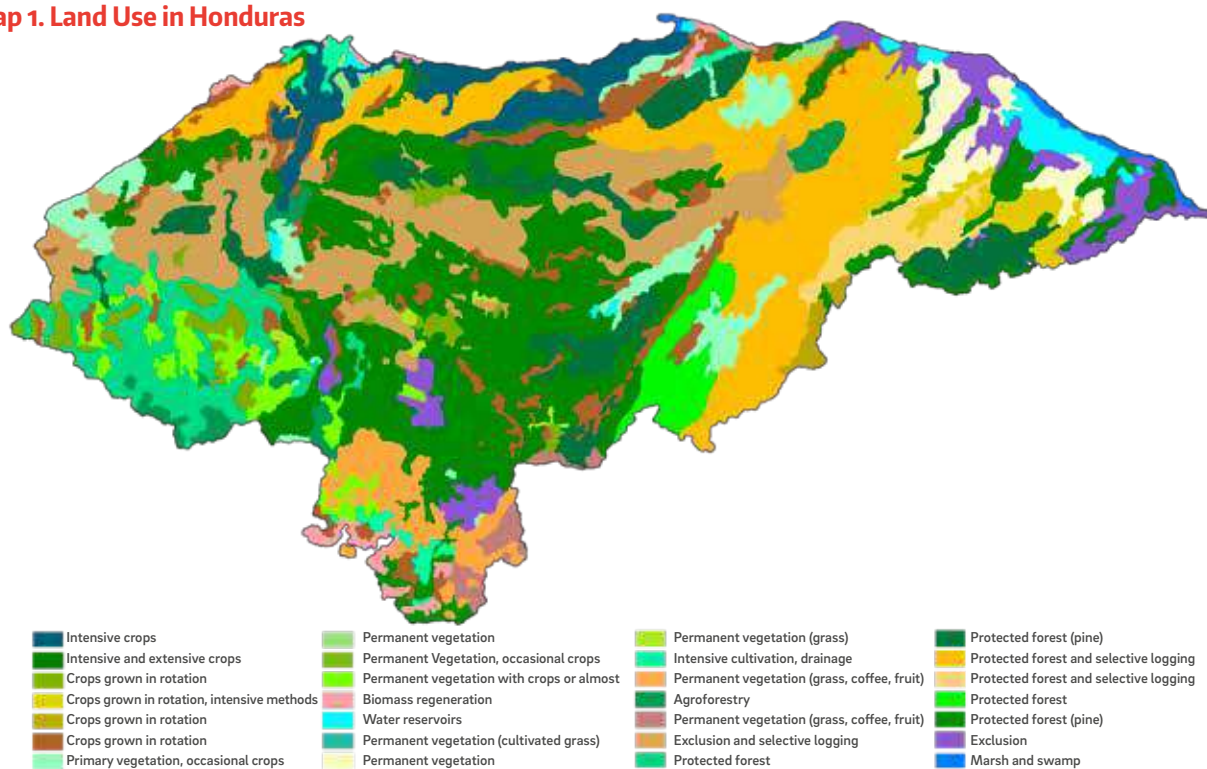 ap 1. Land Use in Honduras
Intensive crops
Intensive and extensive crops
Crops grown in rotation
Crops grown in rotation, intensive methods
Crops grown in rotation
Crops grown in rotation
Primary vegetation, occasional crops
Permanent vegetation
Permanent Vegetation, occasional crops
Permanent vegetation with crops or almost
Biomass regeneration
Water reservoirs
Permanent vegetation (cultivated grass)
Permanent vegetation
Permanent vegetation (grass)
Intensive cultivation, drainage
Permanent vegetation (grass, coffee, fruit)
Agroforestry
Permanent vegetation (grass, coffee, fruit)
Exclusion and selective logging
Protected forest
Protected forest (pine)
Protected forest and selective logging
Protected forest and selective logging
Protected forest
Protected forest (pine)
Exclusion
Marsh and swamp